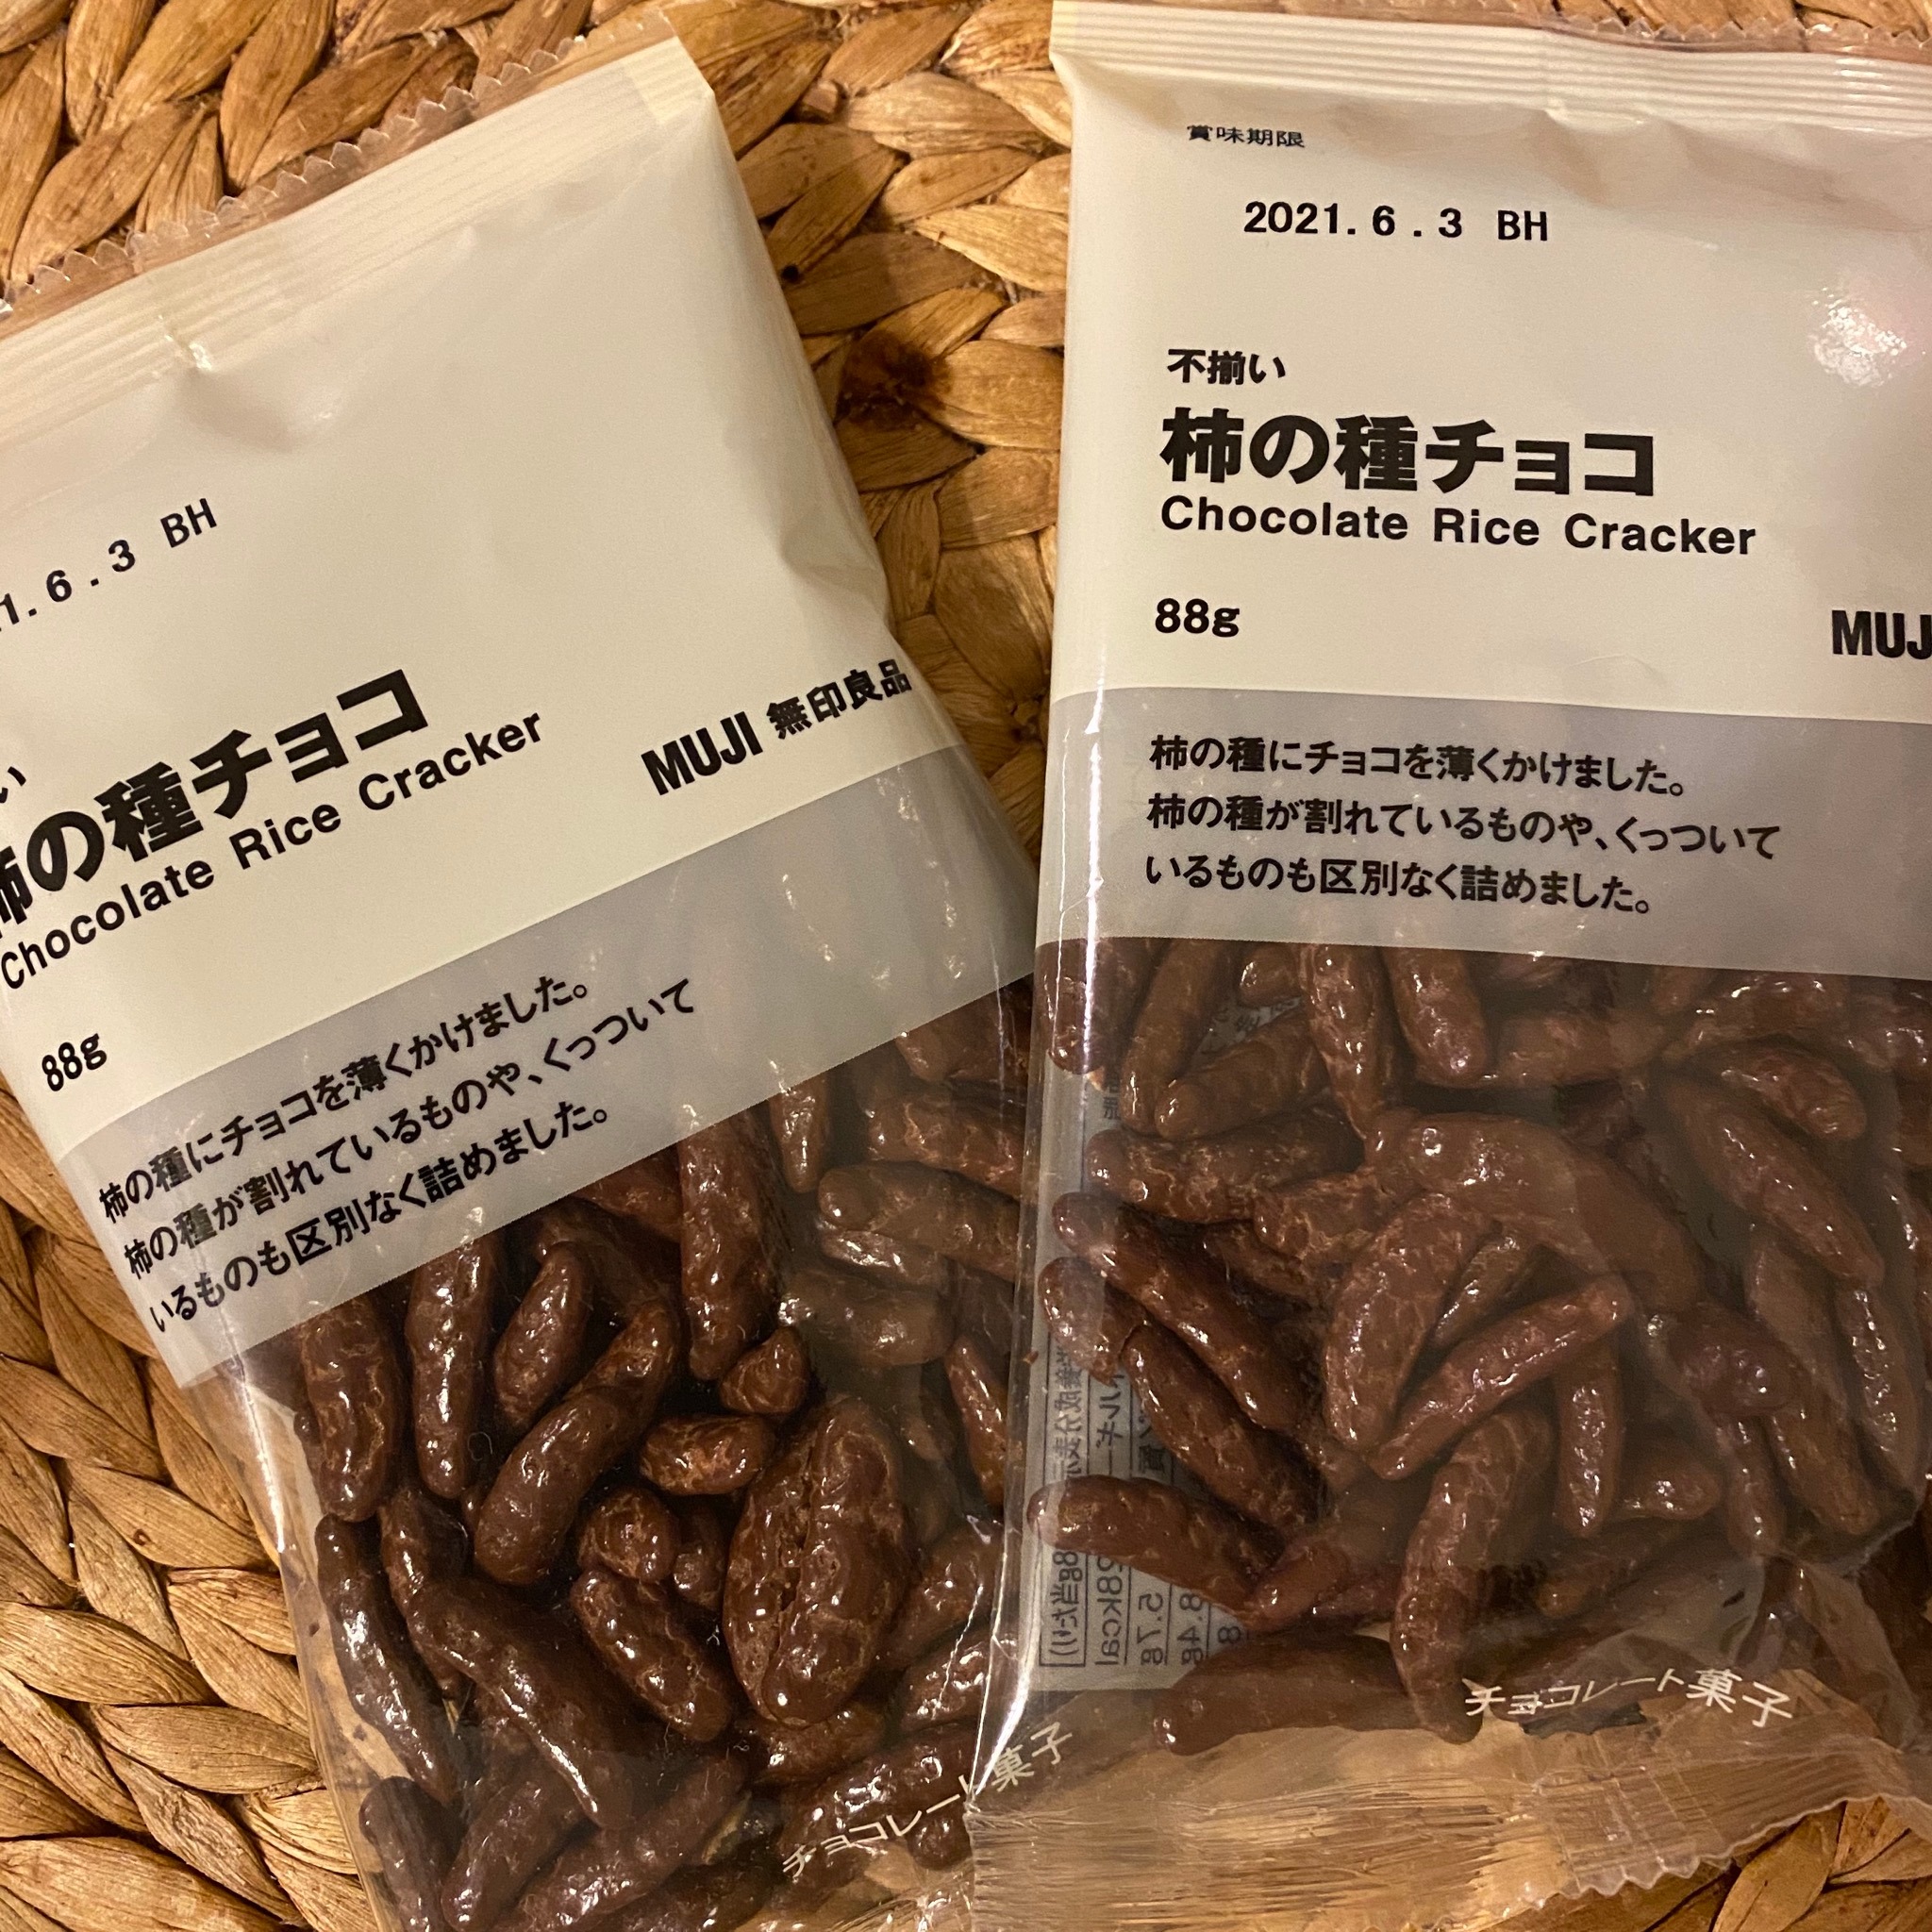 1.6.3 BH
い
柿の種チョコ
Chocolate Rice Cracker
88g
MUJI 無印良品
柿の種にチョコを薄くかけました。
柿の種が割れているものや、くっついて
いるものも区別なく詰めました。
チョコレート菓子
賞味期限
2021.6.3 BH
不揃い
柿の種チョコ
Chocolate Rice Cracker
88g
MUJ
柿の種にチョコを薄くかけました。
柿の種が割れているものや、くっついて
いるものも区別なく詰めました。
チョコレート菓子